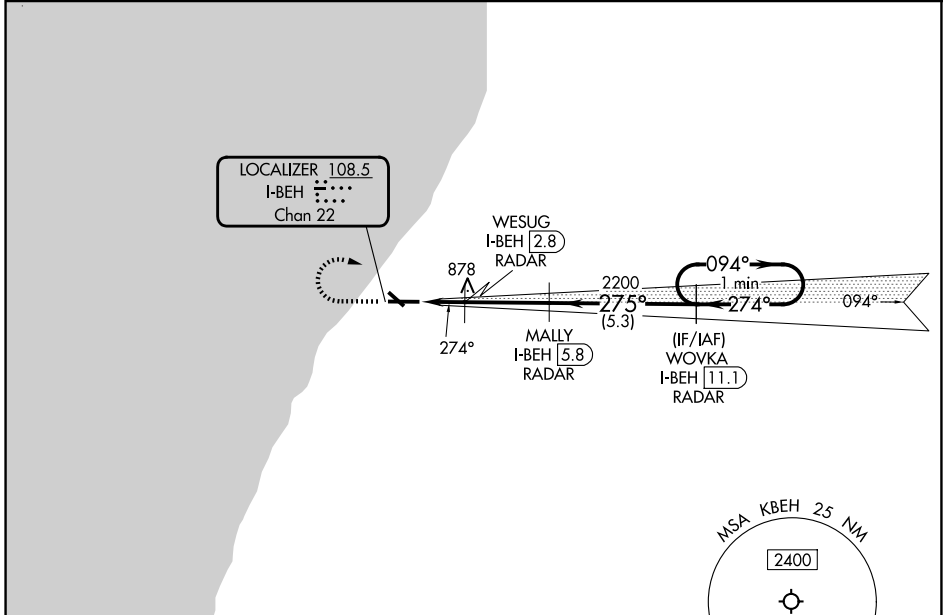 LOCALIZER 108.5
I-BEH
Chan 22
WESUG
I-BEH 2.8
RADAR
878
2200
094°
1 min
275°
274°
094°
(5.3)
274°
MALLY
I-BEH 5.8
RADAR
(IF/IAF)
WOVKA
I-BEH 11.1
RADAR
MSA KBEH 25 NM
2400